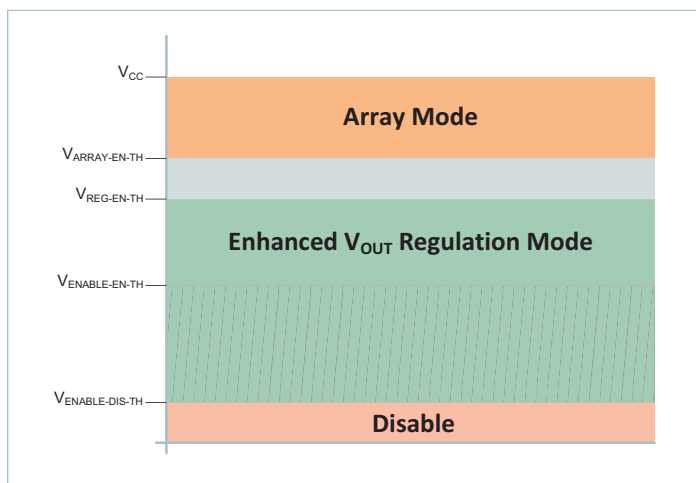 VCC
Array Mode
VARRAY-EN-TH
VREG-EN-TH
Enhanced VOUT Regulation Mode
VENABLE-EN-TH
VENABLE-DIS-TH
Disable